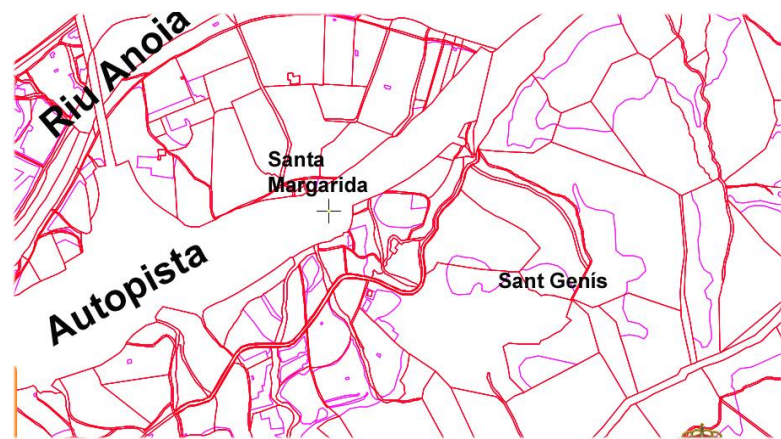 Riu Anoia
Santa
Margarida
Autopista
Sant Genís